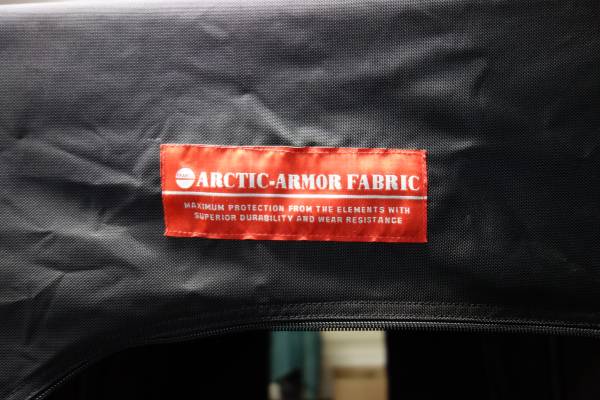 ARCTIC-ARMOR FABRIC
MAXIMUM PROTECTION FROM THE ELEMENTS WITH
SUPERIOR DURABILITY AND WEAR RESISTANCE